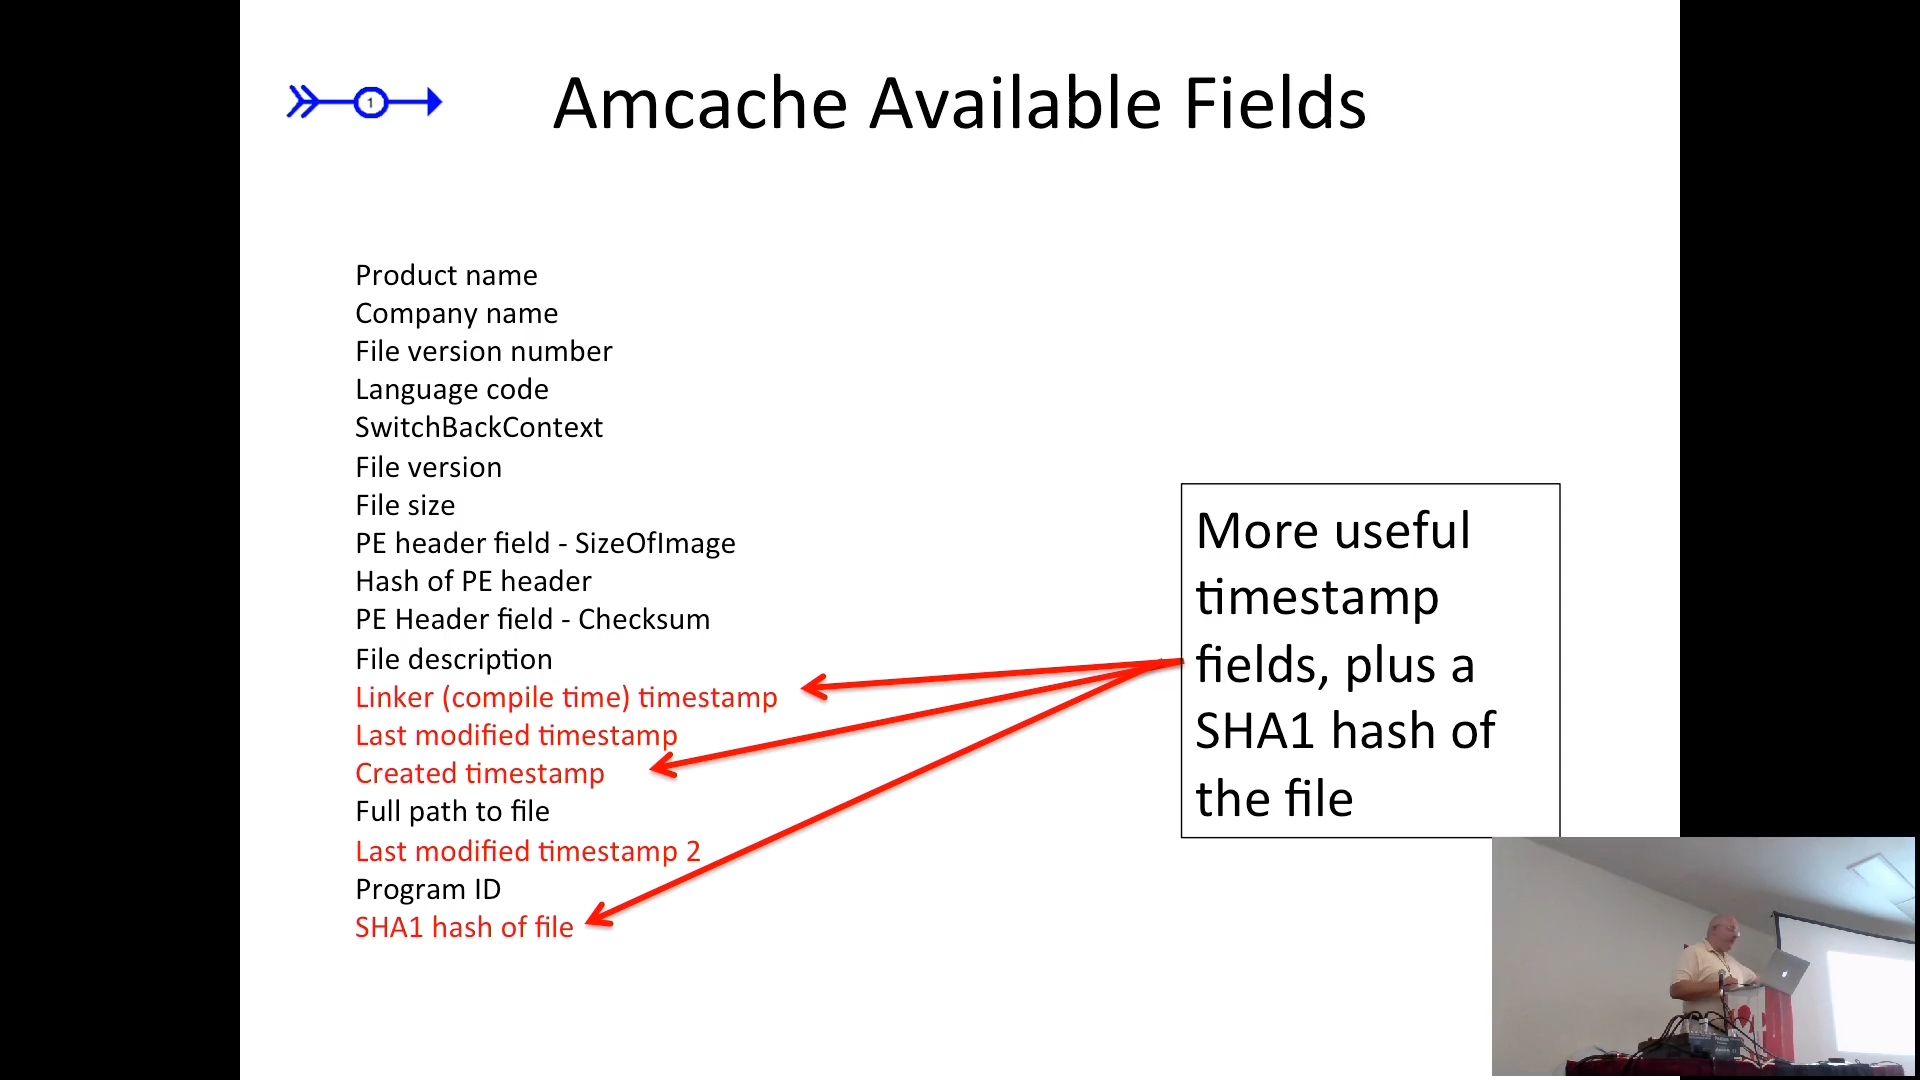 1
Amcache Available Fields
Product name
Company name
File version number
Language code
SwitchBackContext
File version
File size
PE header field - SizeOfImage
Hash of PE header
PE Header field - Checksum
File description
Linker (compile time) timestamp
Last modified timestamp
Created timestamp
Full path to file
Last modified timestamp 2
Program ID
SHA1 hash of file
More useful
timestamp
fields, plus a
SHA1 hash of
the file